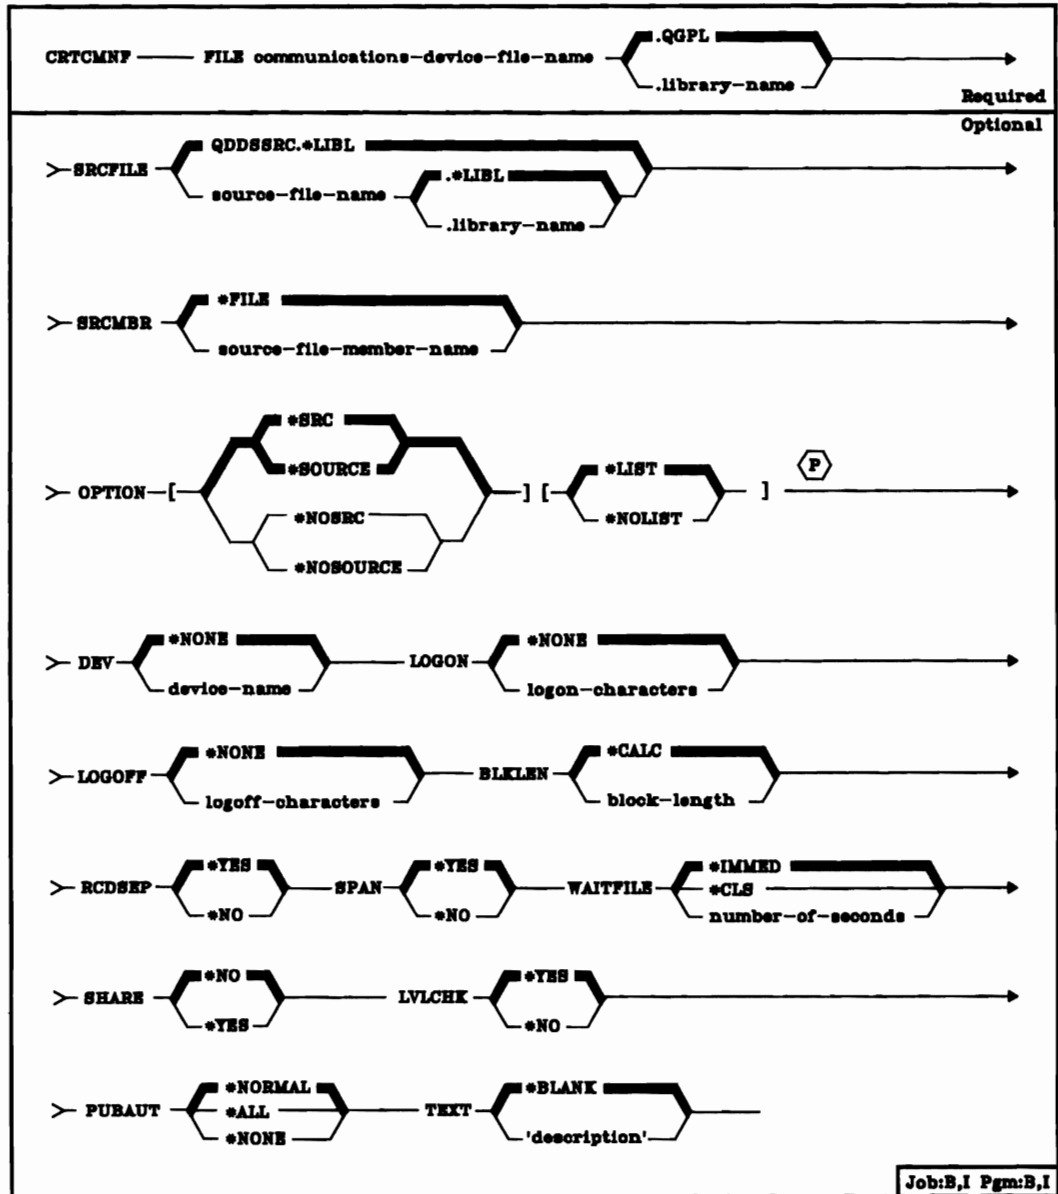 .QGPL
CRTCMNF FILE communications-device-file-name
.library-name
Required
Optional
QDDSSRC.*LIBL
>SRCFILE .*LIBL
source-file-name
.library-name
*FILE
>SRCMBR
source-file-member-name
*SRC
*SOURCE *LIST P
> OPTION [ ] [ ]
*NOSRC *NOLIST
*NOSOURCE
*NONE *NONE
> DEV LOGON
device-name logon-characters
*NONE *CALC
>LOGOFF BLKLEN
logoff-characters block-length
*YES *YES *IMMED
> RCDSEP SPAN WAITFILE *CLS
*NO *NO number-of-seconds
*NO *YES
> SHARE LVLCHK
*YES *NO
*NORMAL *BLANK
> PUBAUT *ALL TEXT
*NONE 'description'
Job:B,I Pgm:B,I